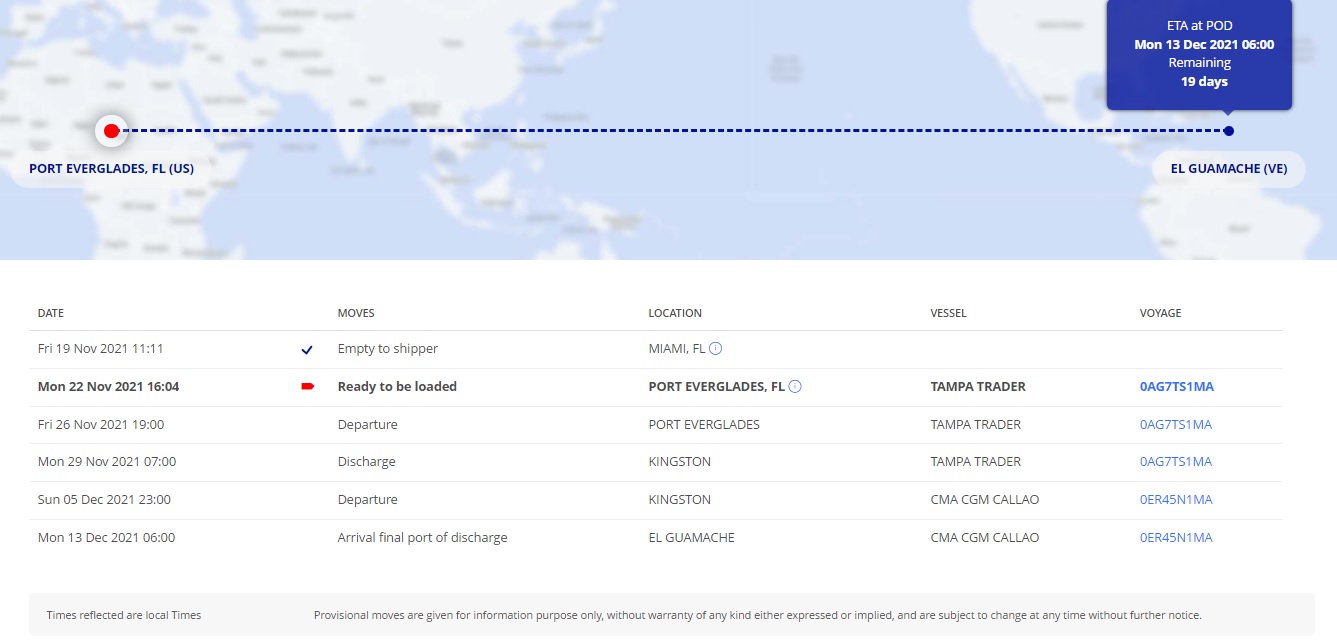 ETA at POD
Mon 13 Dec 2021 06:00
Remaining
19 days
PORT EVERGLADES, FL (US)
EL GUAMACHE (VE)
DATE MOVES LOCATION VESSEL VOYAGE
Fri 19 Nov 2021 11:11 Empty to shipper MIAMI, FL
Mon 22 Nov 2021 16:04 Ready to be loaded PORT EVERGLADES, FL TAMPA TRADER 0AG7TS1MA
Fri 26 Nov 2021 19:00 Departure PORT EVERGLADES TAMPA TRADER 0AG7TS1MA
Mon 29 Nov 2021 07:00 Discharge KINGSTON TAMPA TRADER 0AG7TS1MA
Sun 05 Dec 2021 23:00 Departure KINGSTON CMA CGM CALLAO 0ER45N1MA
Mon 13 Dec 2021 06:00 Arrival final port of discharge EL GUAMACHE CMA CGM CALLAO 0ER45N1MA
Times reflected are local Times Provisional moves are given for information purpose only, without warranty of any kind either expressed or implied, and are subject to change at any time without further notice.